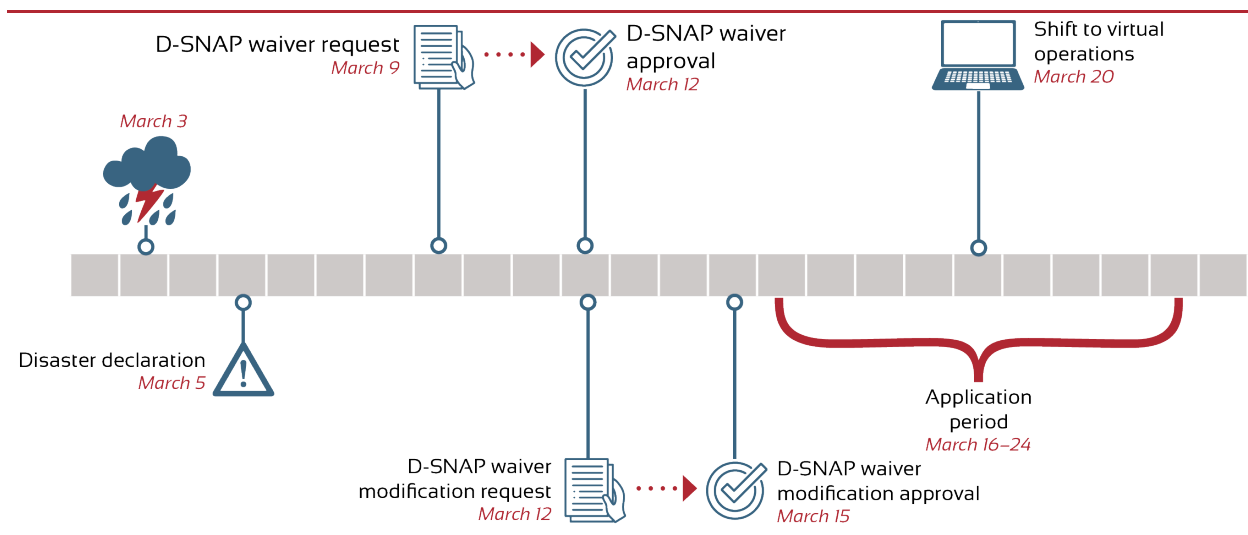 D-SNAP waiver request
March 9
D-SNAP waiver
approval
March 12
Shift to virtual
operations
March 20
March 3
Disaster declaration
March 5
Application
period
March 16–24
D-SNAP waiver
modification request
March 12
D-SNAP waiver
modification approval
March 15